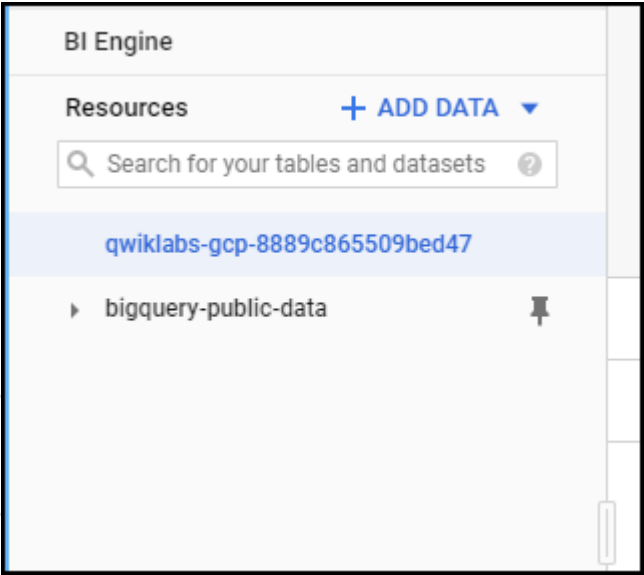 BI Engine
Resources + ADD DATA
Search for your tables and datasets ?
qwiklabs-gcp-8889c865509bed47
bigquery-public-data